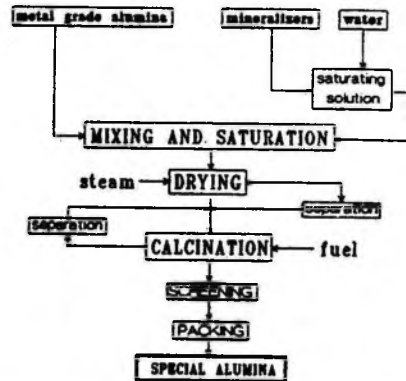 metal grade alumina
mineralizers
water
saturating
solution
MIXING AND SATURATION
steam
DRYING
separation
separation
CALCINATION
fuel
SCREENING
PACKING
SPECIAL ALUMINA